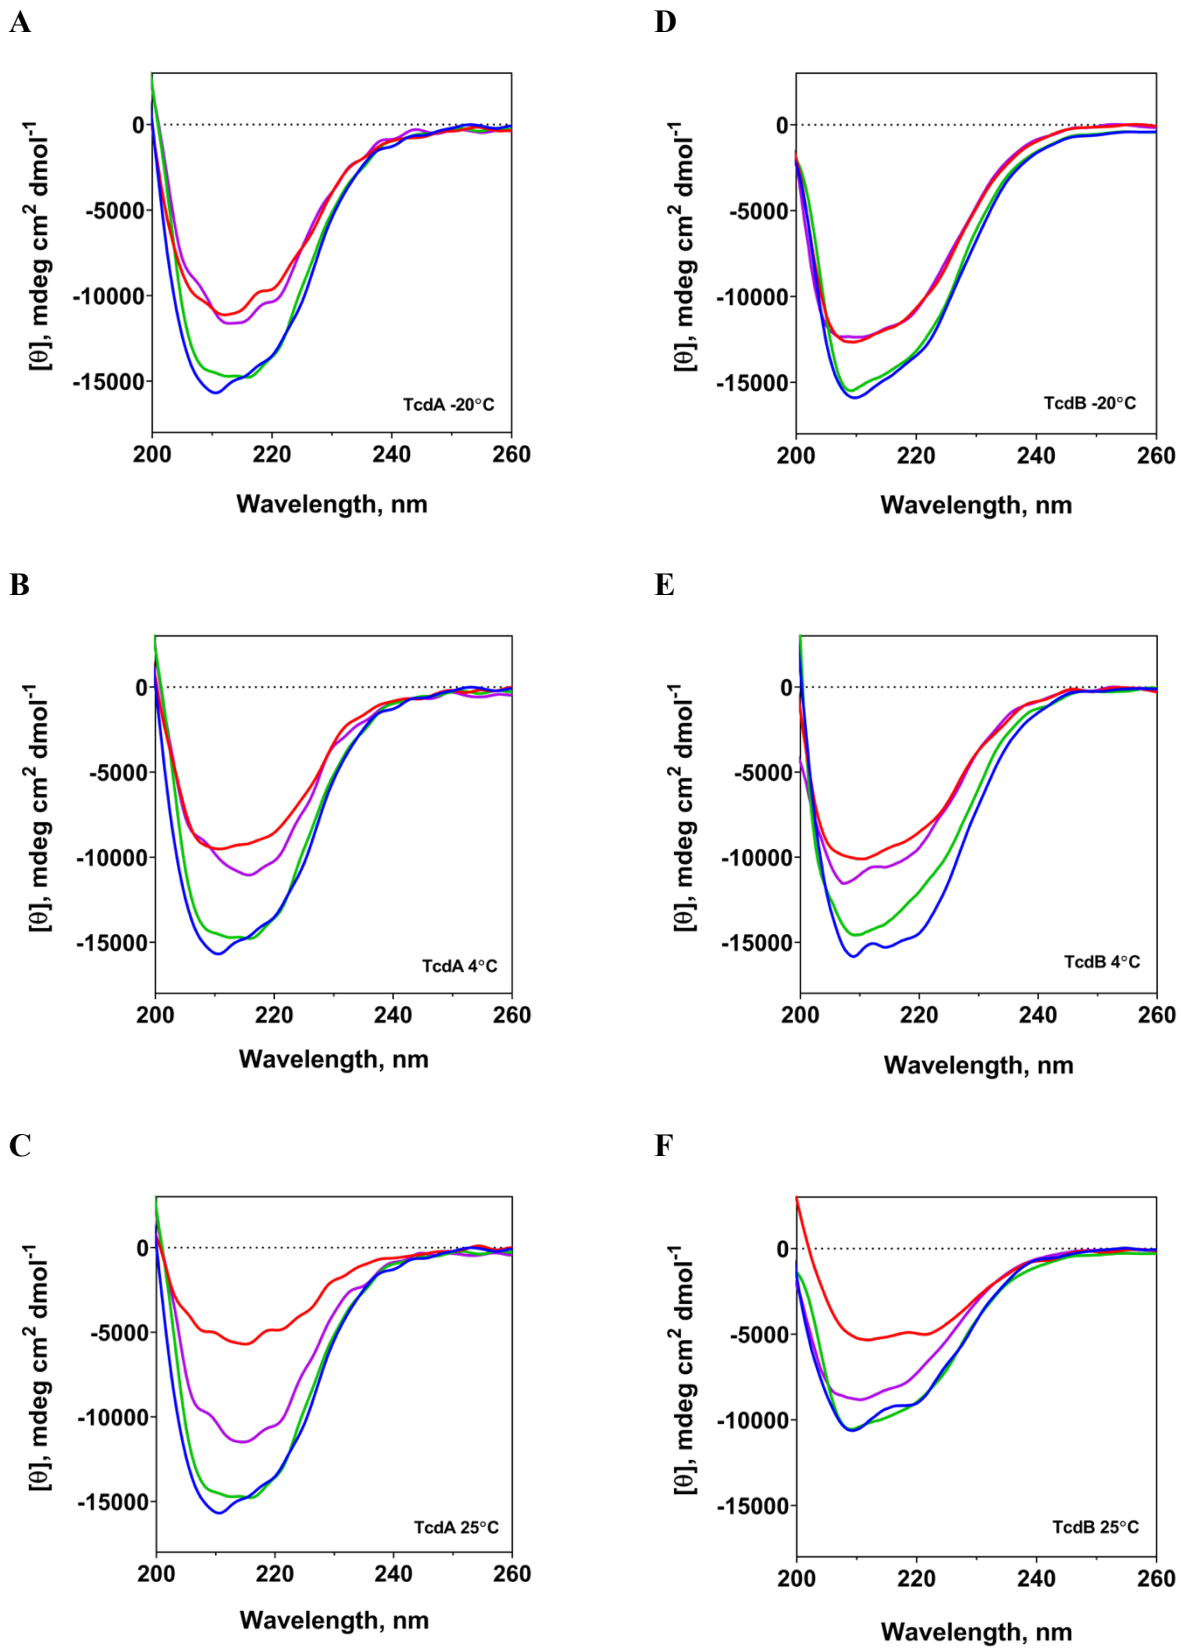 A
[θ], mdeg cm² dmol⁻¹
0
-5000
-10000
-15000
TcdA -20°C
200 220 240 260
Wavelength, nm
D
[θ], mdeg cm² dmol⁻¹
0
-5000
-10000
-15000
TcdB -20°C
200 220 240 260
Wavelength, nm
B
[θ], mdeg cm² dmol⁻¹
0
-5000
-10000
-15000
TcdA 4°C
200 220 240 260
Wavelength, nm
E
[θ], mdeg cm² dmol⁻¹
0
-5000
-10000
-15000
TcdB 4°C
200 220 240 260
Wavelength, nm
C
[θ], mdeg cm² dmol⁻¹
0
-5000
-10000
-15000
TcdA 25°C
200 220 240 260
Wavelength, nm
F
[θ], mdeg cm² dmol⁻¹
0
-5000
-10000
-15000
TcdB 25°C
200 220 240 260
Wavelength, nm